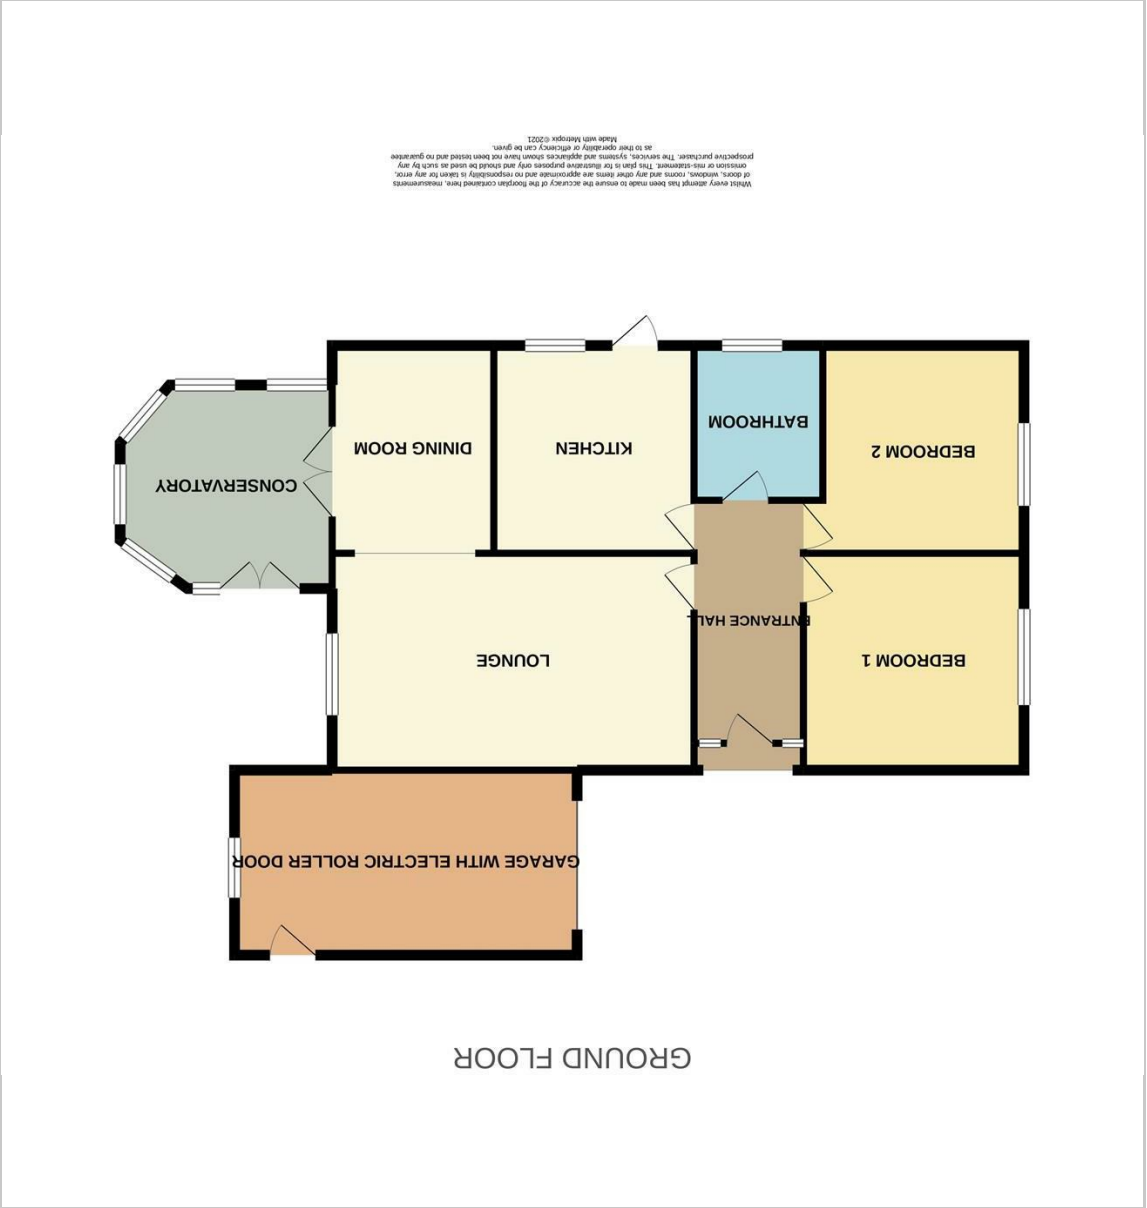 GROUND FLOOR
GARAGE WITH ELECTRIC ROLLER DOOR
BEDROOM 1
LOUNGE
ENTRANCE HALL
CONSERVATORY
BEDROOM 2
KITCHEN
DINING ROOM
BATHROOM
Whilst every attempt has been made to ensure the accuracy of the floorplan contained here, measurements
of doors, windows, rooms and any other items are approximate and no responsibility is taken for any error,
omission or mis-statement. This plan is for illustrative purposes only and should be used as such by any
prospective purchaser. The services, systems and appliances shown have not been tested and no guarantee
as to their operability or efficiency can be given.
Made with Metropix ©2021